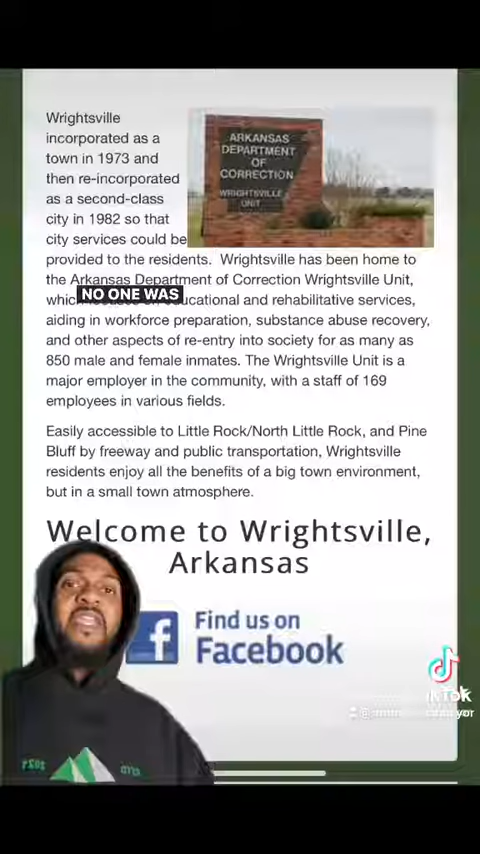 Wrightsville
incorporated as a
town in 1973 and
then re-incorporated
as a second-class
city in 1982 so that
city services could be
provided to the residents. Wrightsville has been home to
the Arkansas Department of Correction Wrightsville Unit,
educational and rehabilitative services,
aiding in workforce preparation, substance abuse recovery,
and other aspects of re-entry into society for as many as
850 male and female inmates. The Wrightsville Unit is a
major employer in the community, with a staff of 169
employees in various fields.
ARKANSAS
DEPARTMENT
OF
CORRECTION
WRIGHTSVILLE
UNIT
NO ONE WAS
Easily accessible to Little Rock/North Little Rock, and Pine
Bluff by freeway and public transportation, Wrightsville
residents enjoy all the benefits of a big town environment,
but in a small town atmosphere.
Welcome to Wrightsville,
Arkansas
f
Find us on
Facebook
TikTok